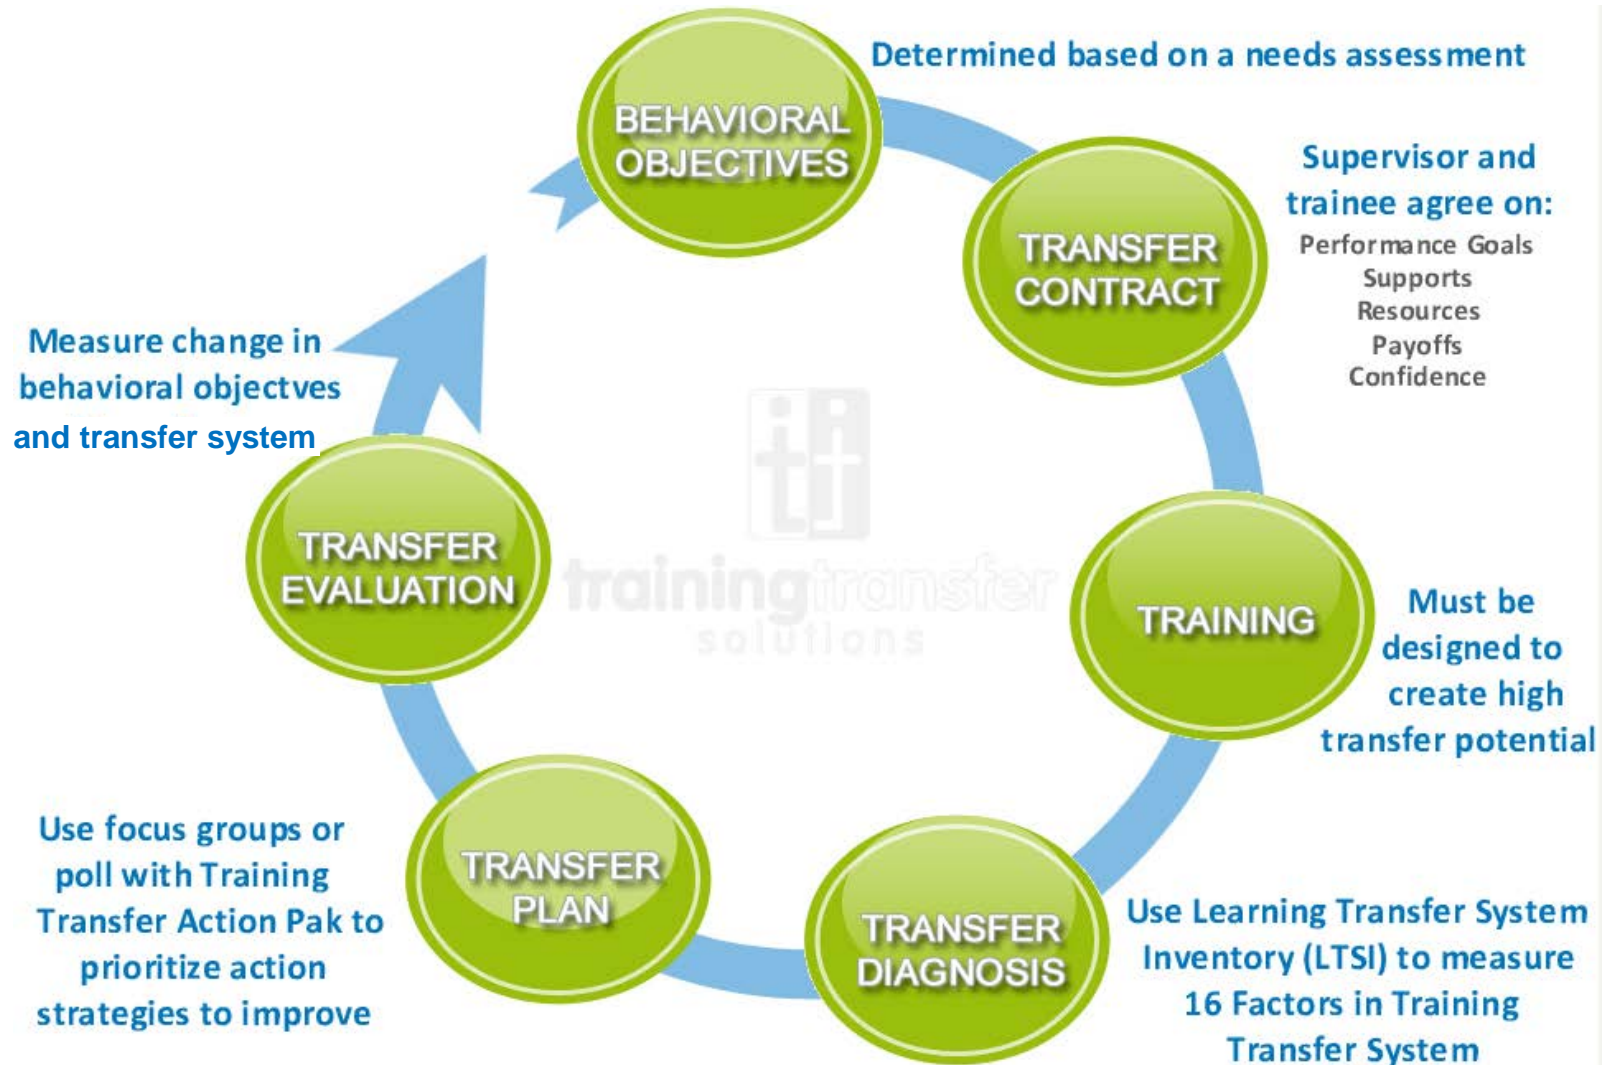 BEHAVIORAL
OBJECTIVES
Determined based on a needs assessment
TRANSFER
CONTRACT
Supervisor and
trainee agree on:
Performance Goals
Supports
Resources
Payoffs
Confidence
TRAINING
Must be
designed to
create high
transfer potential
TRANSFER
DIAGNOSIS
Use Learning Transfer System
Inventory (LTSI) to measure
16 Factors in Training
Transfer System
TRANSFER
PLAN
Use focus groups or
poll with Training
Transfer Action Pak to
prioritize action
strategies to improve
TRANSFER
EVALUATION
Measure change in
behavioral objectves
and transfer system
trainingtransfer
solutions